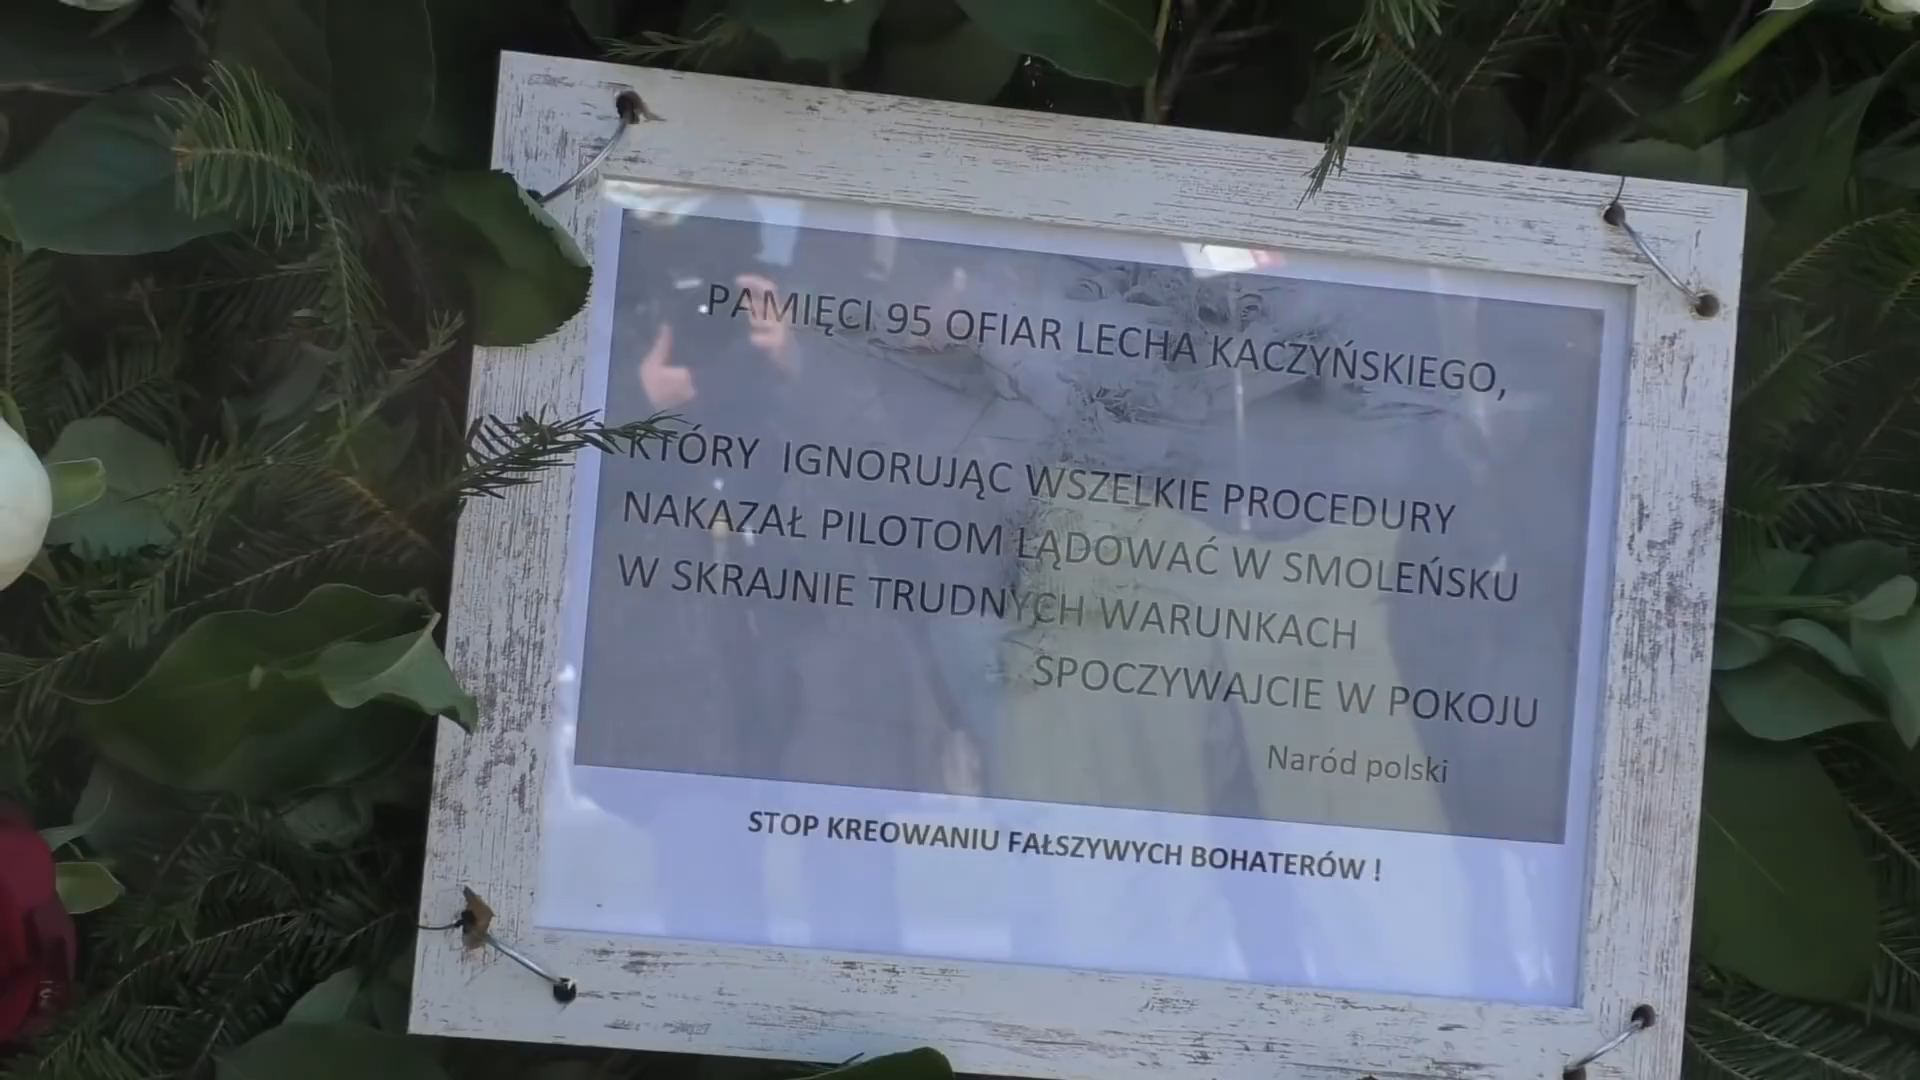 PAMIĘCI 95 OFIAR LECHA KACZYŃSKIEGO,
KTÓRY IGNORUJĄC WSZELKIE PROCEDURY
NAKAZAŁ PILOTOM LĄDOWAĆ W SMOLEŃSKU
W SKRAJNIE TRUDNYCH WARUNKACH
SPOCZYWAJCIE W POKOJU
Naród polski
STOP KREOWANIU FAŁSZYWYCH BOHATERÓW !